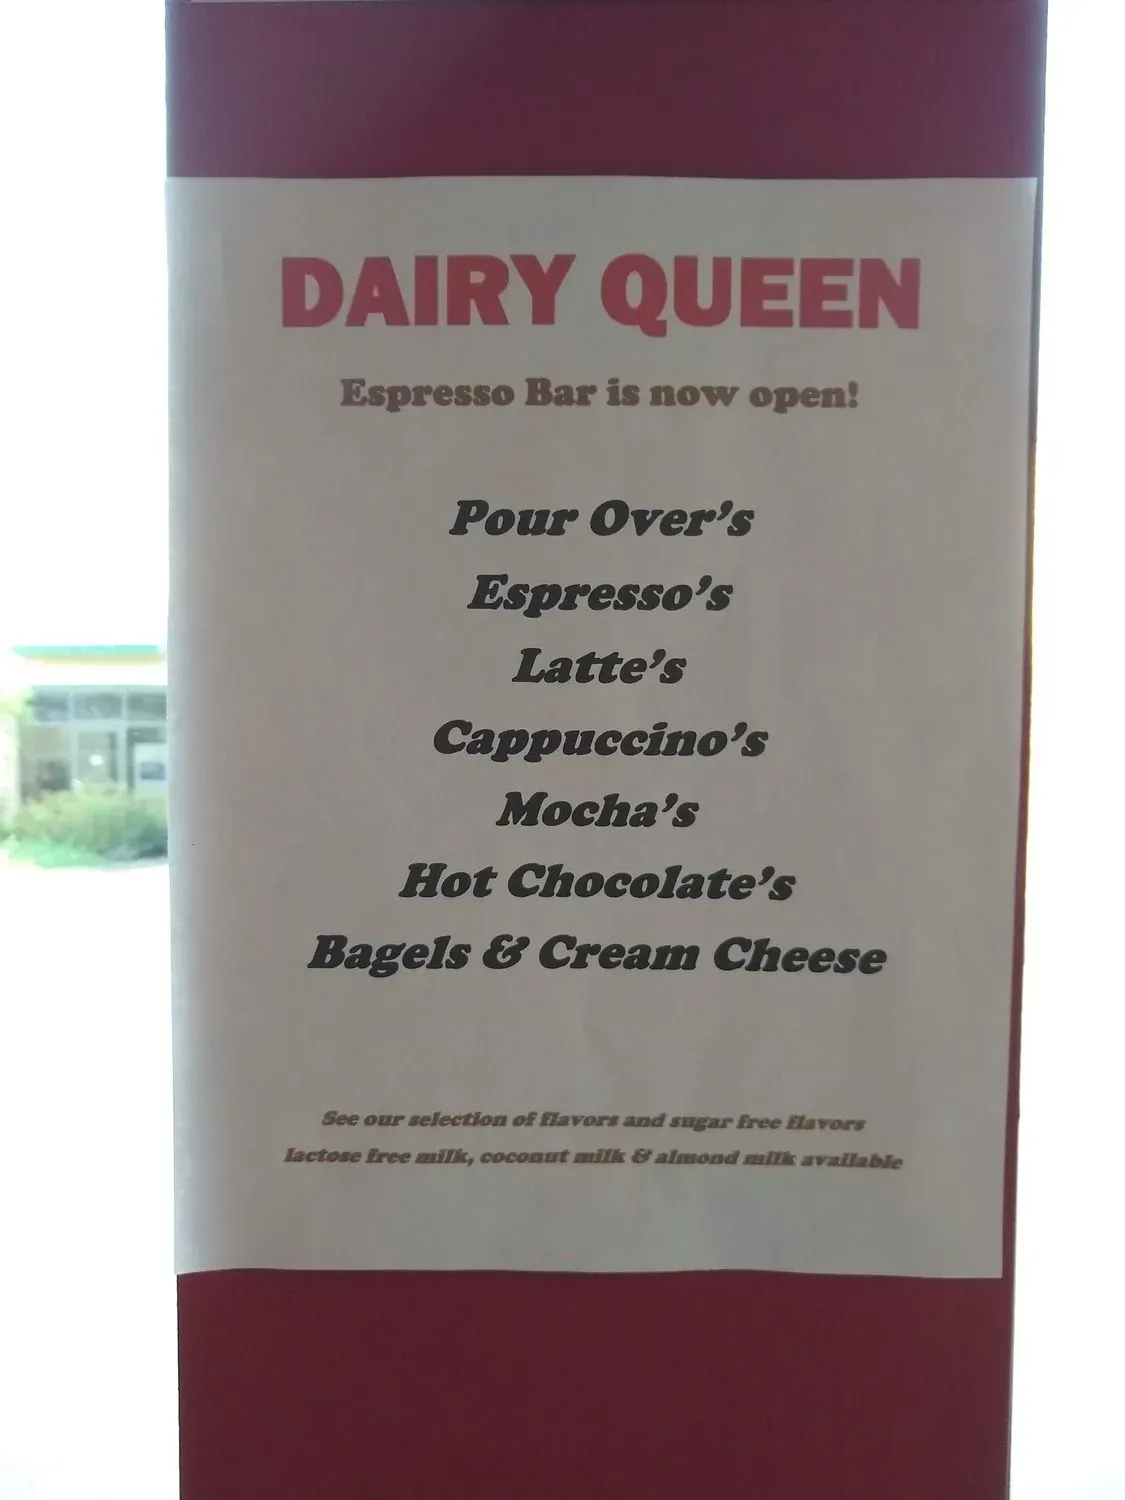 DAIRY QUEEN
Espresso Bar is now open!
Pour Over's
Espresso's
Latte's
Cappuccino's
Mocha's
Hot Chocolate's
Bagels & Cream Cheese
See our selection of flavors and sugar free flavors
lactose free milk, coconut milk & almond milk available